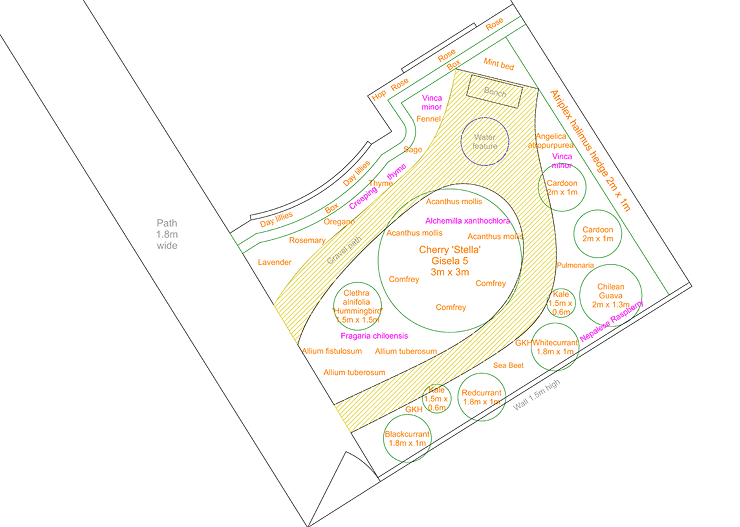 Rose
Rose
Box
Mint bed
Hop
Rose
Bench
Vinca
minor
Fennel
Atriplex halimus hedge 2m x 1m
Water
feature
Angelica
atropurpurea
Sage
Vinca
minor
Day lillies
Thyme
Creeping thyme
Cardoon
2m x 1m
Box
Day lillies
Oregano
Acanthus mollis
Alchemilla xanthochlora
Acanthus mollis
Acanthus mollis
Path
1.8m
wide
Rosemary
Gravel path
Cherry 'Stella'
Gisela 5
3m x 3m
Cardoon
2m x 1m
Lavender
Pulmonaria
Comfrey
Comfrey
Comfrey
Clethra
alnifolia
'Hummingbird'
1.5m x 1.5m
Kale
1.5m x
0.6m
Chilean
Guava
2m x 1.3m
Nepalese Raspberry
Fragaria chiloensis
GKH
Whitecurrant
1.8m x 1m
Allium fistulosum
Allium tuberosum
Allium tuberosum
Sea Beet
Wall 1.5m high
Kale
1.5m x
0.6m
GKH
Redcurrant
1.8m x 1m
Blackcurrant
1.8m x 1m